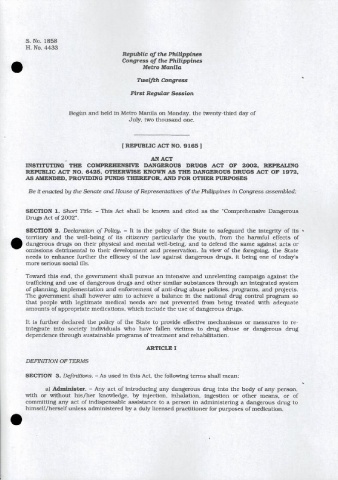 S. No. 1858
H. No. 4433
Republic of the Philippines
Congress of the Philippines
Metro Manila
Twelfth Congress
First Regular Session
Begun and held in Metro Manila on Monday, the twenty-third day of
July, two thousand one.
[ REPUBLIC ACT NO. 9165 ]
AN ACT
INSTITUTING THE COMPREHENSIVE DANGEROUS DRUGS ACT OF 2002, REPEALING
REPUBLIC ACT NO. 6425, OTHERWISE KNOWN AS THE DANGEROUS DRUGS ACT OF 1972,
AS AMENDED, PROVIDING FUNDS THEREFOR, AND FOR OTHER PURPOSES
Be it enacted by the Senate and House of Representatives of the Philippines in Congress assembled:
SECTION 1. Short Title. – This Act shall be known and cited as the "Comprehensive Dangerous
Drugs Act of 2002".
SECTION 2. Declaration of Policy. – It is the policy of the State to safeguard the integrity of its
territory and the well-being of its citizenry particularly the youth, from the harmful effects of
dangerous drugs on their physical and mental well-being, and to defend the same against acts or
omissions detrimental to their development and preservation. In view of the foregoing, the State
needs to enhance further the efficacy of the law against dangerous drugs, it being one of today's
more serious social ills.
Toward this end, the government shall pursue an intensive and unrelenting campaign against the
trafficking and use of dangerous drugs and other similar substances through an integrated system
of planning, implementation and enforcement of anti-drug abuse policies, programs, and projects.
The government shall however aim to achieve a balance in the national drug control program so
that people with legitimate medical needs are not prevented from being treated with adequate
amounts of appropriate medications, which include the use of dangerous drugs.
It is further declared the policy of the State to provide effective mechanisms or measures to re-
integrate into society individuals who have fallen victims to drug abuse or dangerous drug
dependence through sustainable programs of treatment and rehabilitation.
ARTICLE I
DEFINITION OF TERMS
SECTION 3. Definitions. – As used in this Act, the following terms shall mean:
a) Administer. – Any act of introducing any dangerous drug into the body of any person,
with or without his/her knowledge, by injection, inhalation, ingestion or other means, or of
committing any act of indispensable assistance to a person in administering a dangerous drug to
himself/herself unless administered by a duly licensed practitioner for purposes of medication.